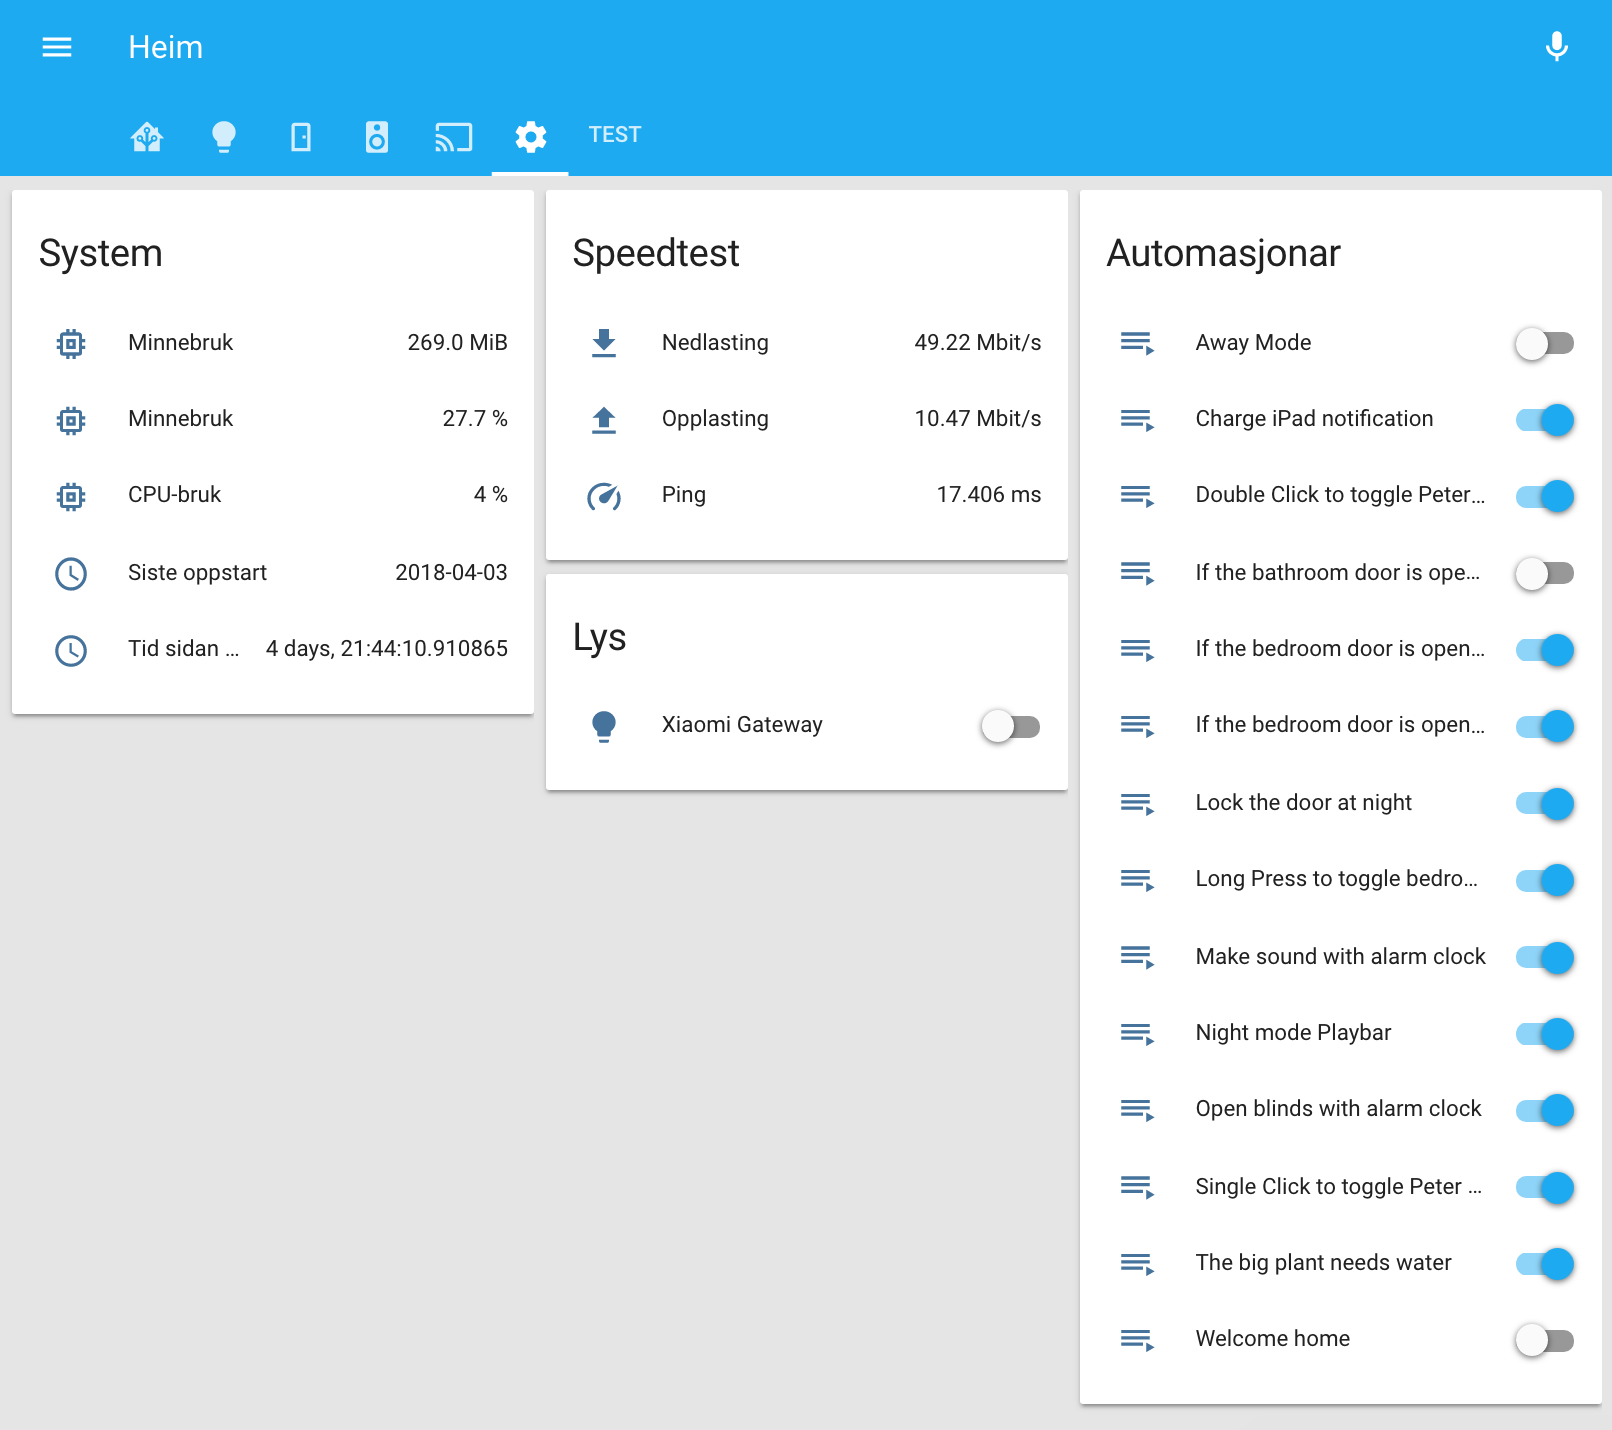 Heim
TEST
System
Minnebruk 269.0 MiB
Minnebruk 27.7 %
CPU-bruk 4 %
Siste oppstart 2018-04-03
Tid sidan ... 4 days, 21:44:10.910865
Speedtest
Nedlasting 49.22 Mbit/s
Opplasting 10.47 Mbit/s
Ping 17.406 ms
Lys
Xiaomi Gateway
Automasjonar
Away Mode
Charge iPad notification
Double Click to toggle Peter...
If the bathroom door is ope...
If the bedroom door is open...
If the bedroom door is open...
Lock the door at night
Long Press to toggle bedro...
Make sound with alarm clock
Night mode Playbar
Open blinds with alarm clock
Single Click to toggle Peter ...
The big plant needs water
Welcome home